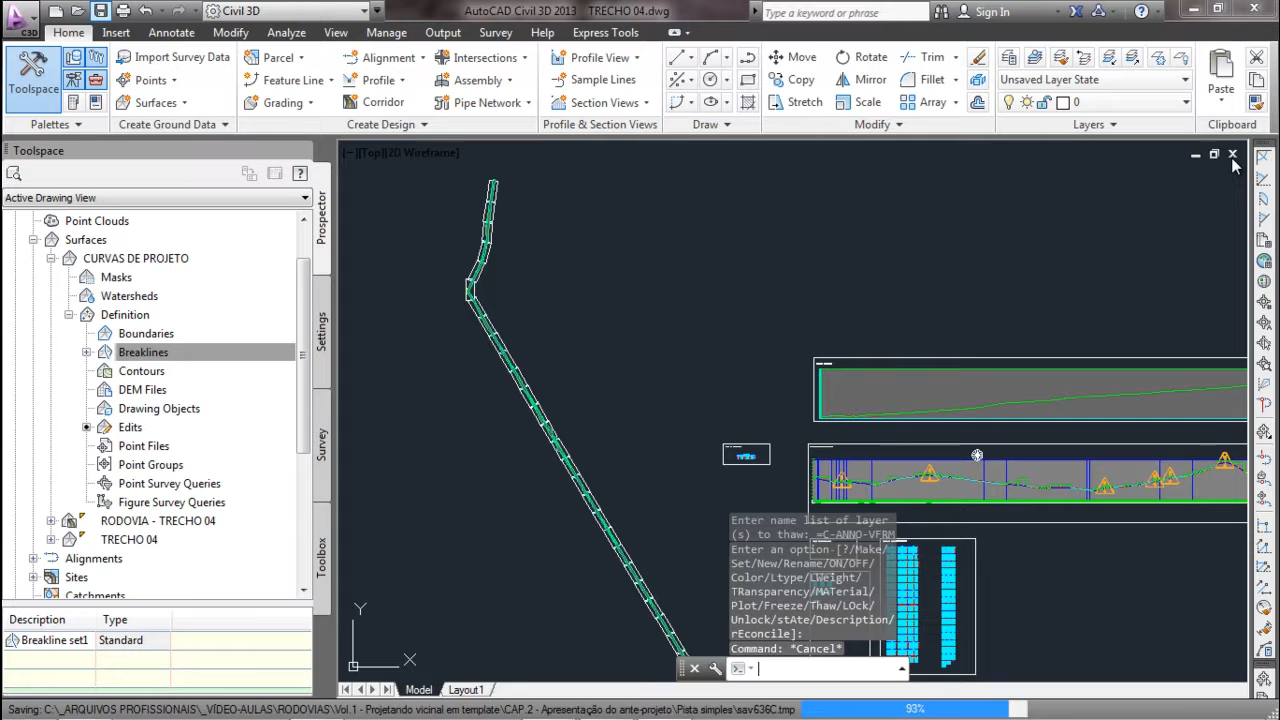 Civil 3D
AutoCAD Civil 3D 2013 TRECHO 04.dwg
Type a keyword or phrase
Sign In
C3D
Home Insert Annotate Modify Analyze View Manage Output Survey Help Express Tools
Toolspace
Palettes
Import Survey Data
Points
Surfaces
Create Ground Data
Parcel
Feature Line
Grading
Alignment
Profile
Corridor
Intersections
Assembly
Pipe Network
Create Design
Profile View
Sample Lines
Section Views
Profile & Section Views
Draw
Move
Copy
Stretch
Rotate
Mirror
Scale
Trim
Fillet
Array
Modify
Unsaved Layer State
0
Layers
Paste
Clipboard
Toolspace
Active Drawing View
Point Clouds
Surfaces
CURVAS DE PROJETO
Masks
Watersheds
Definition
Boundaries
Breaklines
Contours
DEM Files
Drawing Objects
Edits
Point Files
Point Groups
Point Survey Queries
Figure Survey Queries
RODOVIA - TRECHO 04
TRECHO 04
Alignments
Sites
Catchments
Prospector
Settings
Survey
Toolbox
Description Type
Breakline set1 Standard
[−][Top][2D Wireframe]
Y
X
Enter name list of layer
(s) to thaw: =C-ANNO-VFRM
Enter an option [?/Make/
Set/New/Rename/ON/OFF/
Color/Ltype/LWeight/
TRansparency/MATerial/
Plot/Freeze/Thaw/LOck/
Unlock/stAte/Description/
rEconcile]:
Command: *Cancel*
Model Layout1
Saving: C:\_ARQUIVOS PROFISSIONAIS\_VÍDEO-AULAS\RODOVIAS\Vol.1 - Projetando vicinal em template\CAP.2 - Apresentação do ante-projeto\Pista simples\sav636C.tmp
93%